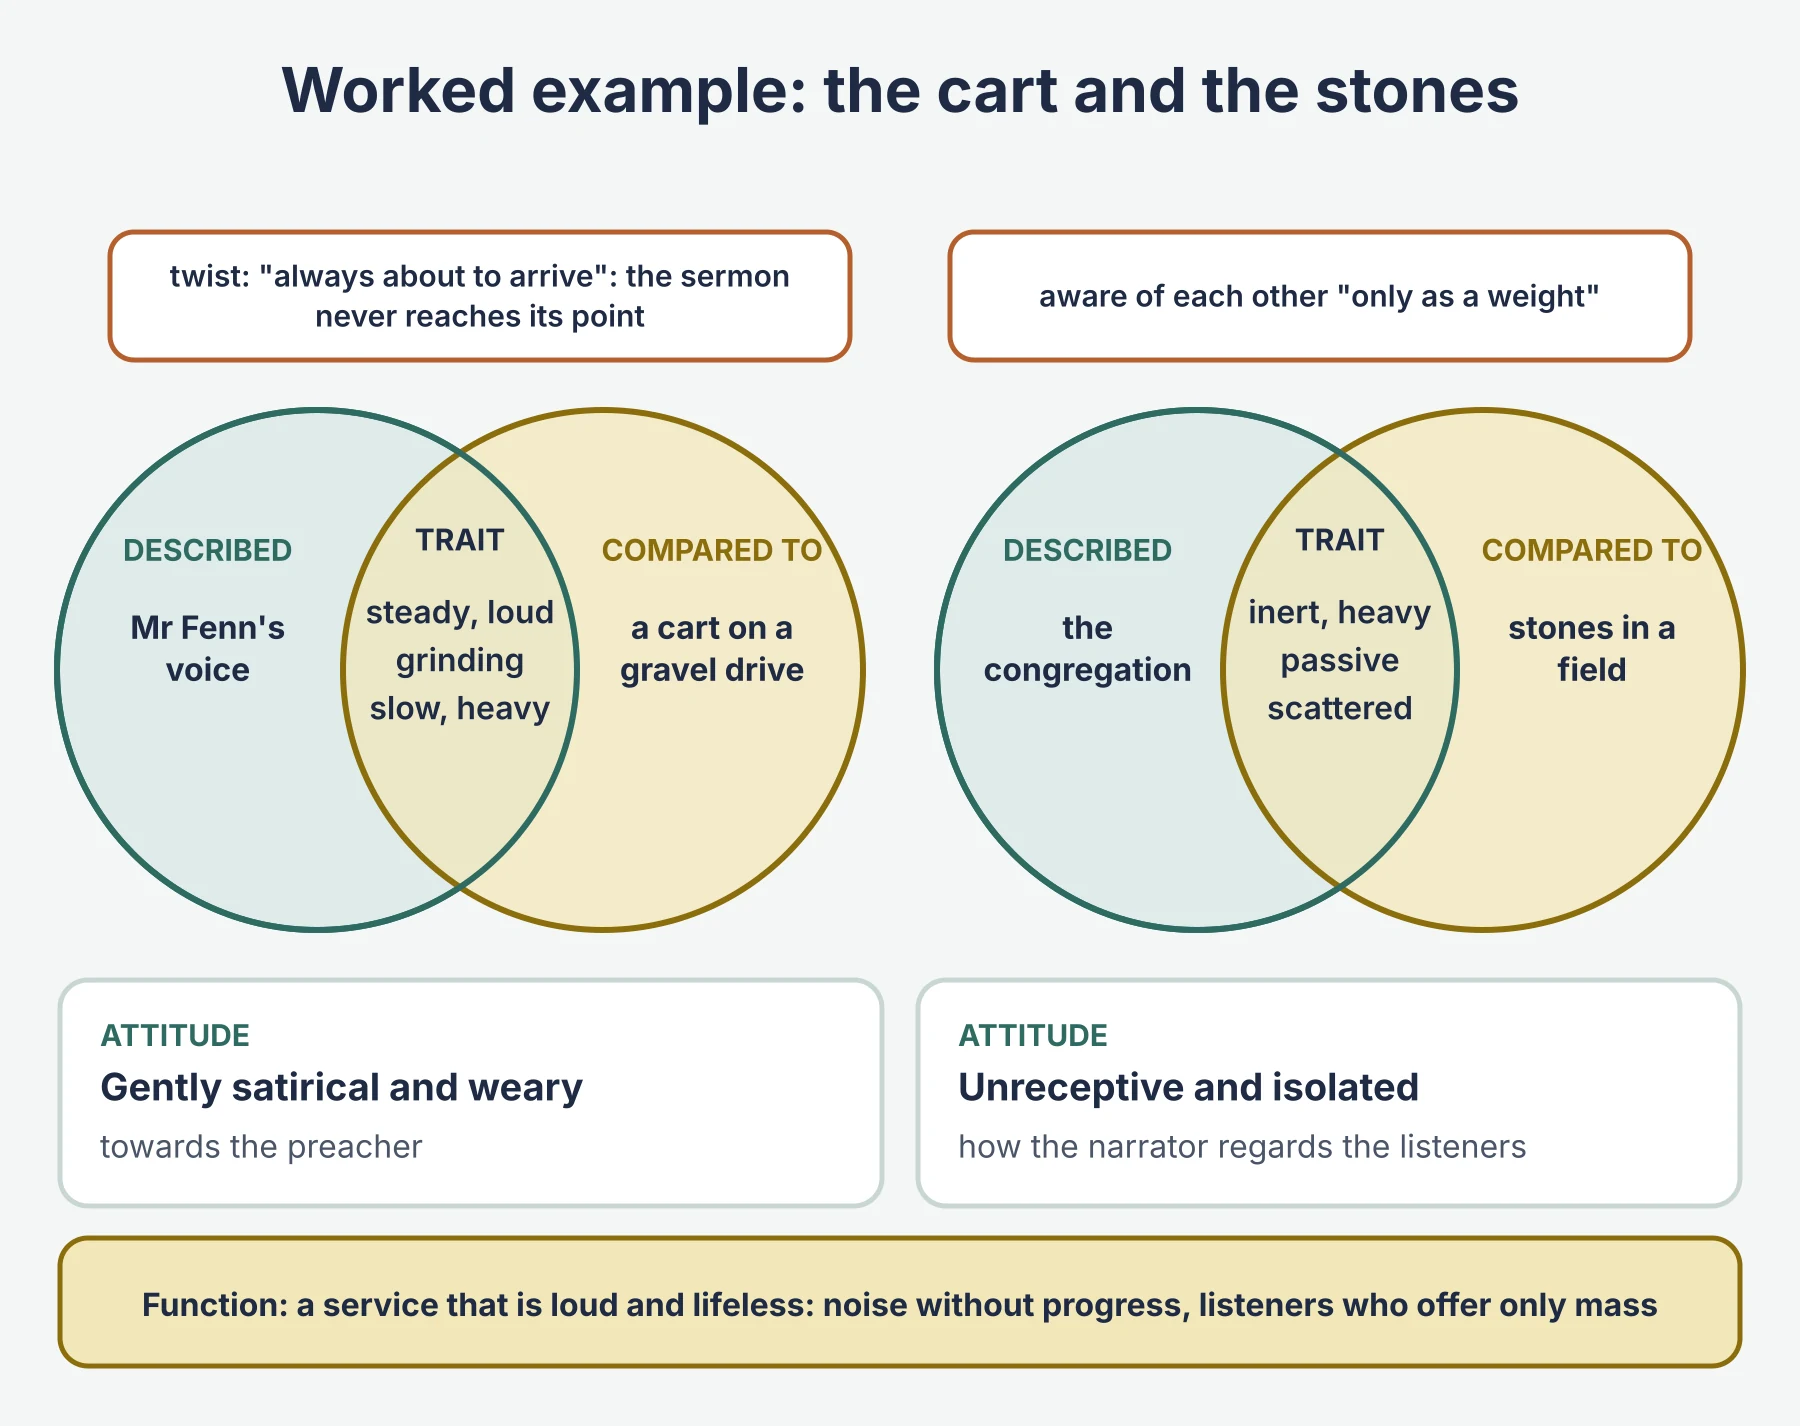 Worked example: the cart and the stones
twist: "always about to arrive": the sermon
never reaches its point
aware of each other "only as a weight"
DESCRIBED
Mr Fenn's
voice
TRAIT
steady, loud
grinding
slow, heavy
COMPARED TO
a cart on a
gravel drive
DESCRIBED
the
congregation
TRAIT
inert, heavy
passive
scattered
COMPARED TO
stones in a
field
ATTITUDE
Gently satirical and weary
towards the preacher
ATTITUDE
Unreceptive and isolated
how the narrator regards the listeners
Function: a service that is loud and lifeless: noise without progress, listeners who offer only mass